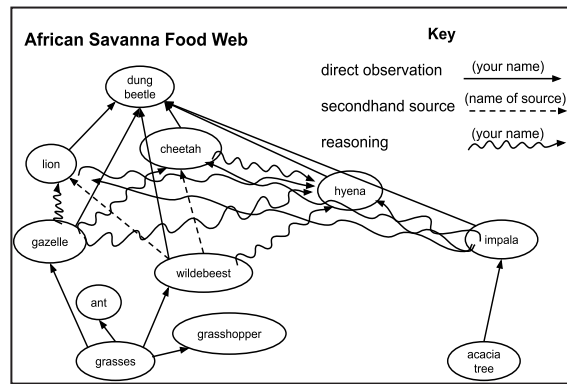 African Savanna Food Web
Key
direct observation
(your name)
secondhand source
(name of source)
reasoning
(your name)
dung
beetle
cheetah
lion
hyena
gazelle
impala
wildebeest
ant
grasshopper
grasses
acacia
tree